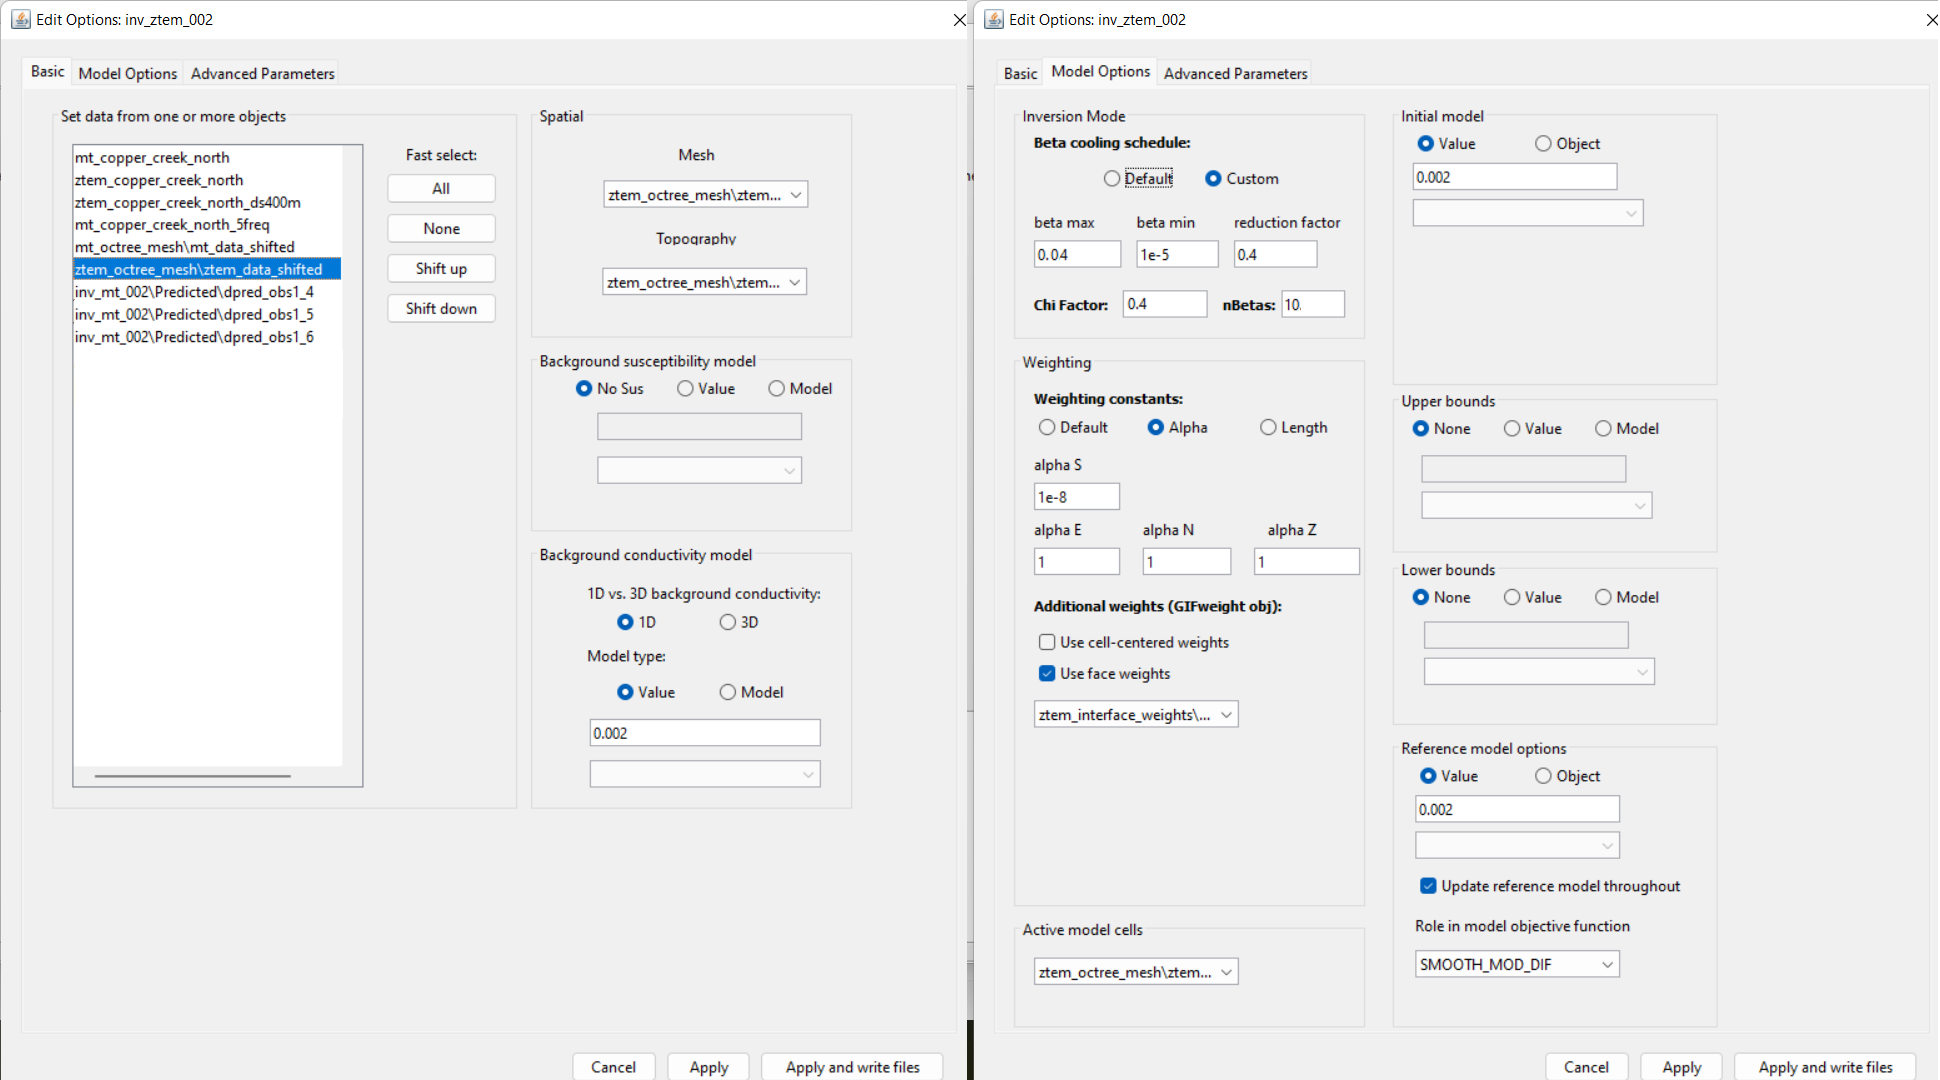 Edit Options: inv_ztem_002
Basic Model Options Advanced Parameters
Set data from one or more objects
mt_copper_creek_north
ztem_copper_creek_north
ztem_copper_creek_north_ds400m
mt_copper_creek_north_5freq
mt_octree_mesh\mt_data_shifted
ztem_octree_mesh\ztem_data_shifted
inv_mt_002\Predicted\dpred_obs1_4
inv_mt_002\Predicted\dpred_obs1_5
inv_mt_002\Predicted\dpred_obs1_6
Fast select:
All
None
Shift up
Shift down
Spatial
Mesh
ztem_octree_mesh\ztem...
Topography
ztem_octree_mesh\ztem...
Background susceptibility model
No Sus Value Model
Background conductivity model
1D vs. 3D background conductivity:
1D 3D
Model type:
Value Model
0.002
Cancel Apply Apply and write files
Edit Options: inv_ztem_002
Basic Model Options Advanced Parameters
Inversion Mode
Beta cooling schedule:
Default Custom
beta max beta min reduction factor
0.04 1e-5 0.4
Chi Factor: 0.4 nBetas: 10.
Weighting
Weighting constants:
Default Alpha Length
alpha S
1e-8
alpha E alpha N alpha Z
1 1 1
Additional weights (GIFweight obj):
Use cell-centered weights
Use face weights
ztem_interface_weights\...
Active model cells
ztem_octree_mesh\ztem...
Initial model
Value Object
0.002
Upper bounds
None Value Model
Lower bounds
None Value Model
Reference model options
Value Object
0.002
Update reference model throughout
Role in model objective function
SMOOTH_MOD_DIF
Cancel Apply Apply and write files